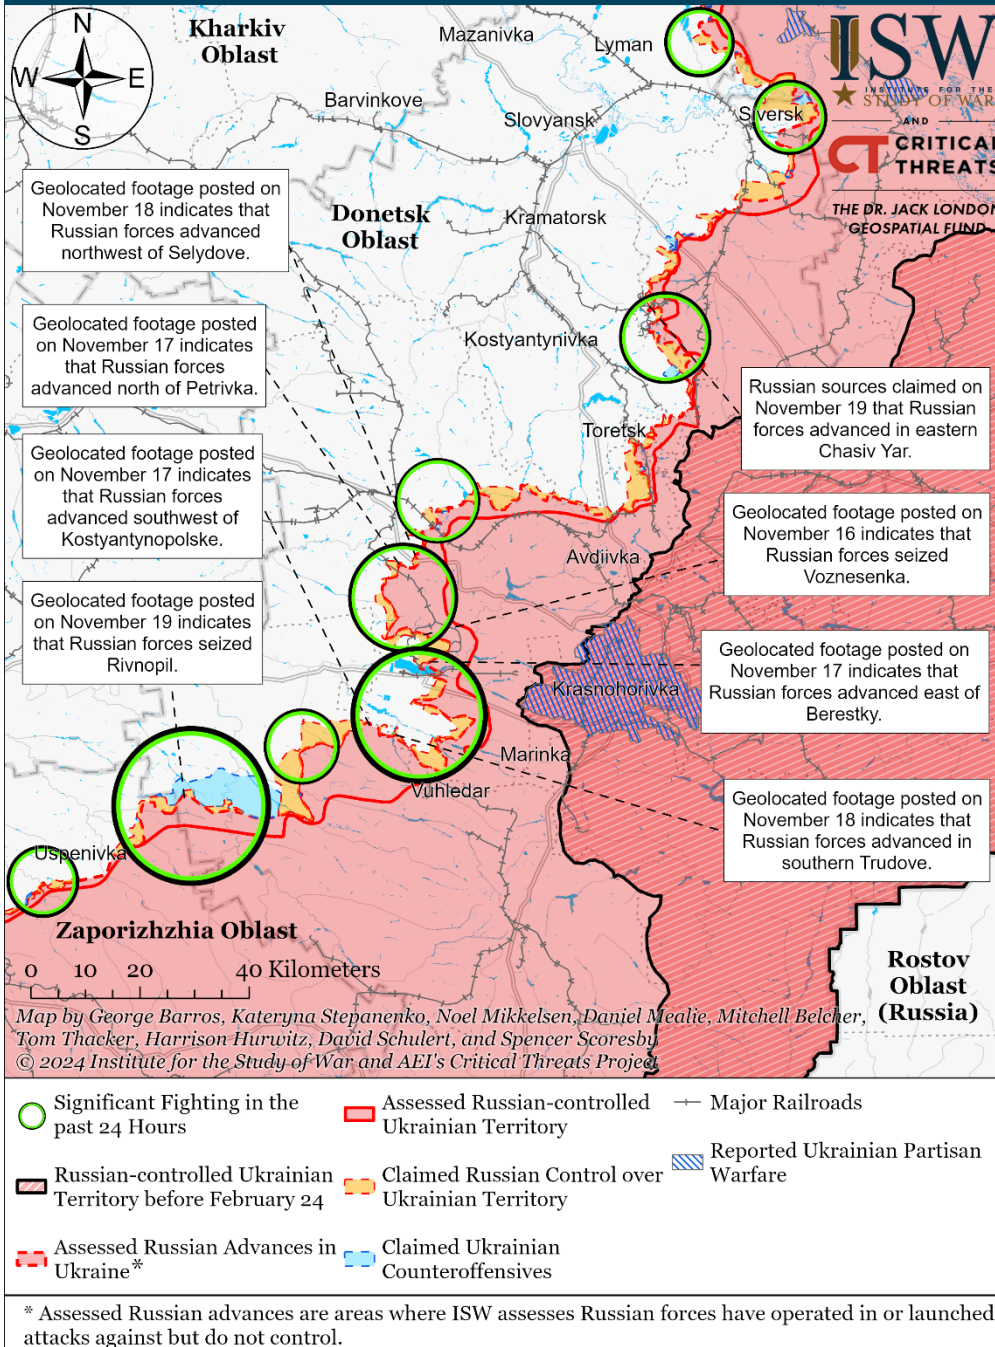 N
W
E
S
Kharkiv
Oblast
Mazanivka
Lyman
Barvinkove
Slovyansk
Siversk
ISW
INSTITUTE FOR THE
STUDY OF WAR
AND
CT CRITICAL
THREATS
THE DR. JACK LONDON
GEOSPATIAL FUND
Geolocated footage posted on
November 18 indicates that
Russian forces advanced
northwest of Selydove.
Donetsk
Oblast
Kramatorsk
Geolocated footage posted
on November 17 indicates
that Russian forces
advanced north of Petrivka.
Kostyantynivka
Russian sources claimed on
November 19 that Russian
forces advanced in eastern
Chasiv Yar.
Toretsk
Geolocated footage posted
on November 17 indicates
that Russian forces
advanced southwest of
Kostyantynopolske.
Geolocated footage posted on
November 16 indicates that
Russian forces seized
Voznesenka.
Avdiivka
Geolocated footage posted
on November 19 indicates
that Russian forces seized
Rivnopil.
Geolocated footage posted on
November 17 indicates that
Russian forces advanced east of
Berestky.
Krasnohorivka
Marinka
Vuhledar
Geolocated footage posted on
November 18 indicates that
Russian forces advanced in
southern Trudove.
Uspenivka
Zaporizhzhia Oblast
Rostov
Oblast
(Russia)
0 10 20 40 Kilometers
Map by George Barros, Kateryna Stepanenko, Noel Mikkelsen, Daniel Mealie, Mitchell Belcher,
Tom Thacker, Harrison Hurwitz, David Schulert, and Spencer Scoresby
© 2024 Institute for the Study of War and AEI's Critical Threats Project
Significant Fighting in the
past 24 Hours
Russian-controlled Ukrainian
Territory before February 24
Assessed Russian Advances in
Ukraine*
Assessed Russian-controlled
Ukrainian Territory
Claimed Russian Control over
Ukrainian Territory
Claimed Ukrainian
Counteroffensives
Major Railroads
Reported Ukrainian Partisan
Warfare
* Assessed Russian advances are areas where ISW assesses Russian forces have operated in or launched
attacks against but do not control.